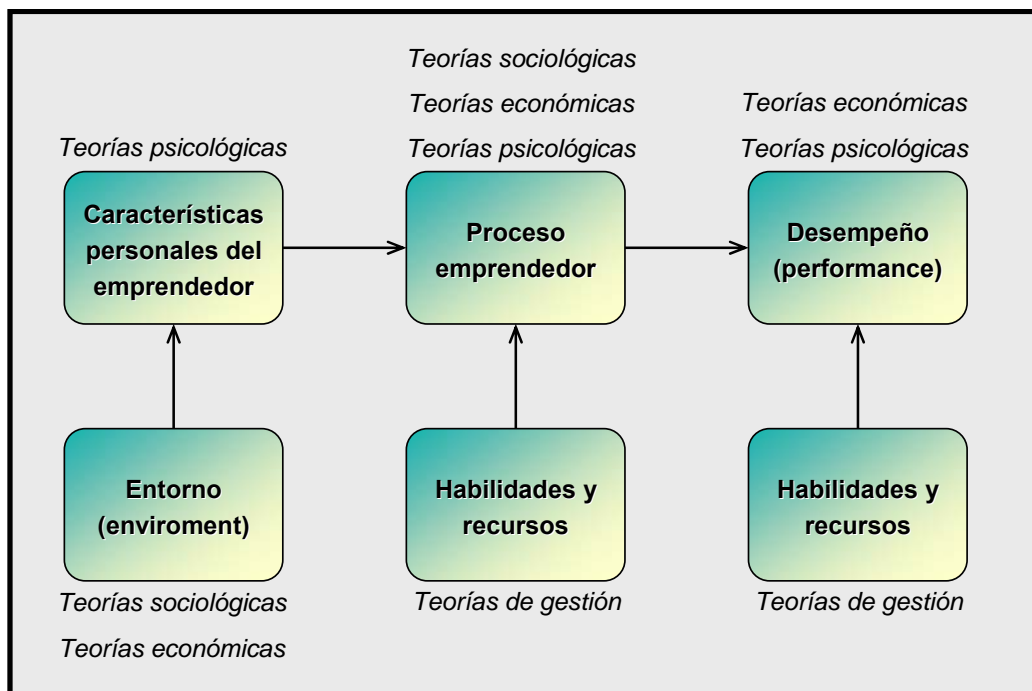 Teorías sociológicas
Teorías económicas
Teorías psicológicas
Teorías económicas
Teorías psicológicas
Teorías psicológicas
Características
personales del
emprendedor
Proceso
emprendedor
Desempeño
(performance)
Entorno
(enviroment)
Habilidades y
recursos
Habilidades y
recursos
Teorías sociológicas
Teorías económicas
Teorías de gestión
Teorías de gestión